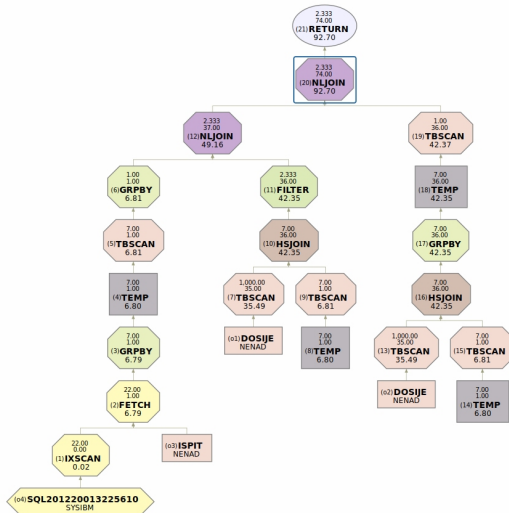 2.333
74.00
(21)RETURN
92.70
2.333
74.00
(20)NLJOIN
92.70
2.333
37.00
(12)NLJOIN
49.16
1.00
36.00
(19)TBSCAN
42.37
1.00
1.00
(6)GRPBY
6.81
2.333
36.00
(11)FILTER
42.35
7.00
36.00
(18)TEMP
42.35
7.00
1.00
(5)TBSCAN
6.81
7.00
36.00
(10)HSJOIN
42.35
7.00
36.00
(17)GRPBY
42.35
7.00
1.00
(4)TEMP
6.80
1,000.00
35.00
(7)TBSCAN
35.49
7.00
1.00
(9)TBSCAN
6.81
7.00
36.00
(16)HSJOIN
42.35
7.00
1.00
(3)GRPBY
6.79
(o1)DOSIJE
NENAD
7.00
1.00
(8)TEMP
6.80
1,000.00
35.00
(13)TBSCAN
35.49
7.00
1.00
(15)TBSCAN
6.81
22.00
1.00
(2)FETCH
6.79
(o2)DOSIJE
NENAD
7.00
1.00
(14)TEMP
6.80
22.00
0.00
(1)IXSCAN
0.02
(o3)ISPIT
NENAD
(o4)SQL201220013225610
SYSIBM